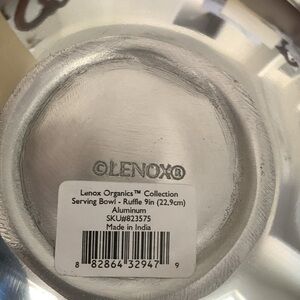 ©LENOX®
Lenox Organics™ Collection
Serving Bowl - Ruffle 9in (22.9cm)
Aluminum
SKU#823575
Made in India
8 82864 32947 9